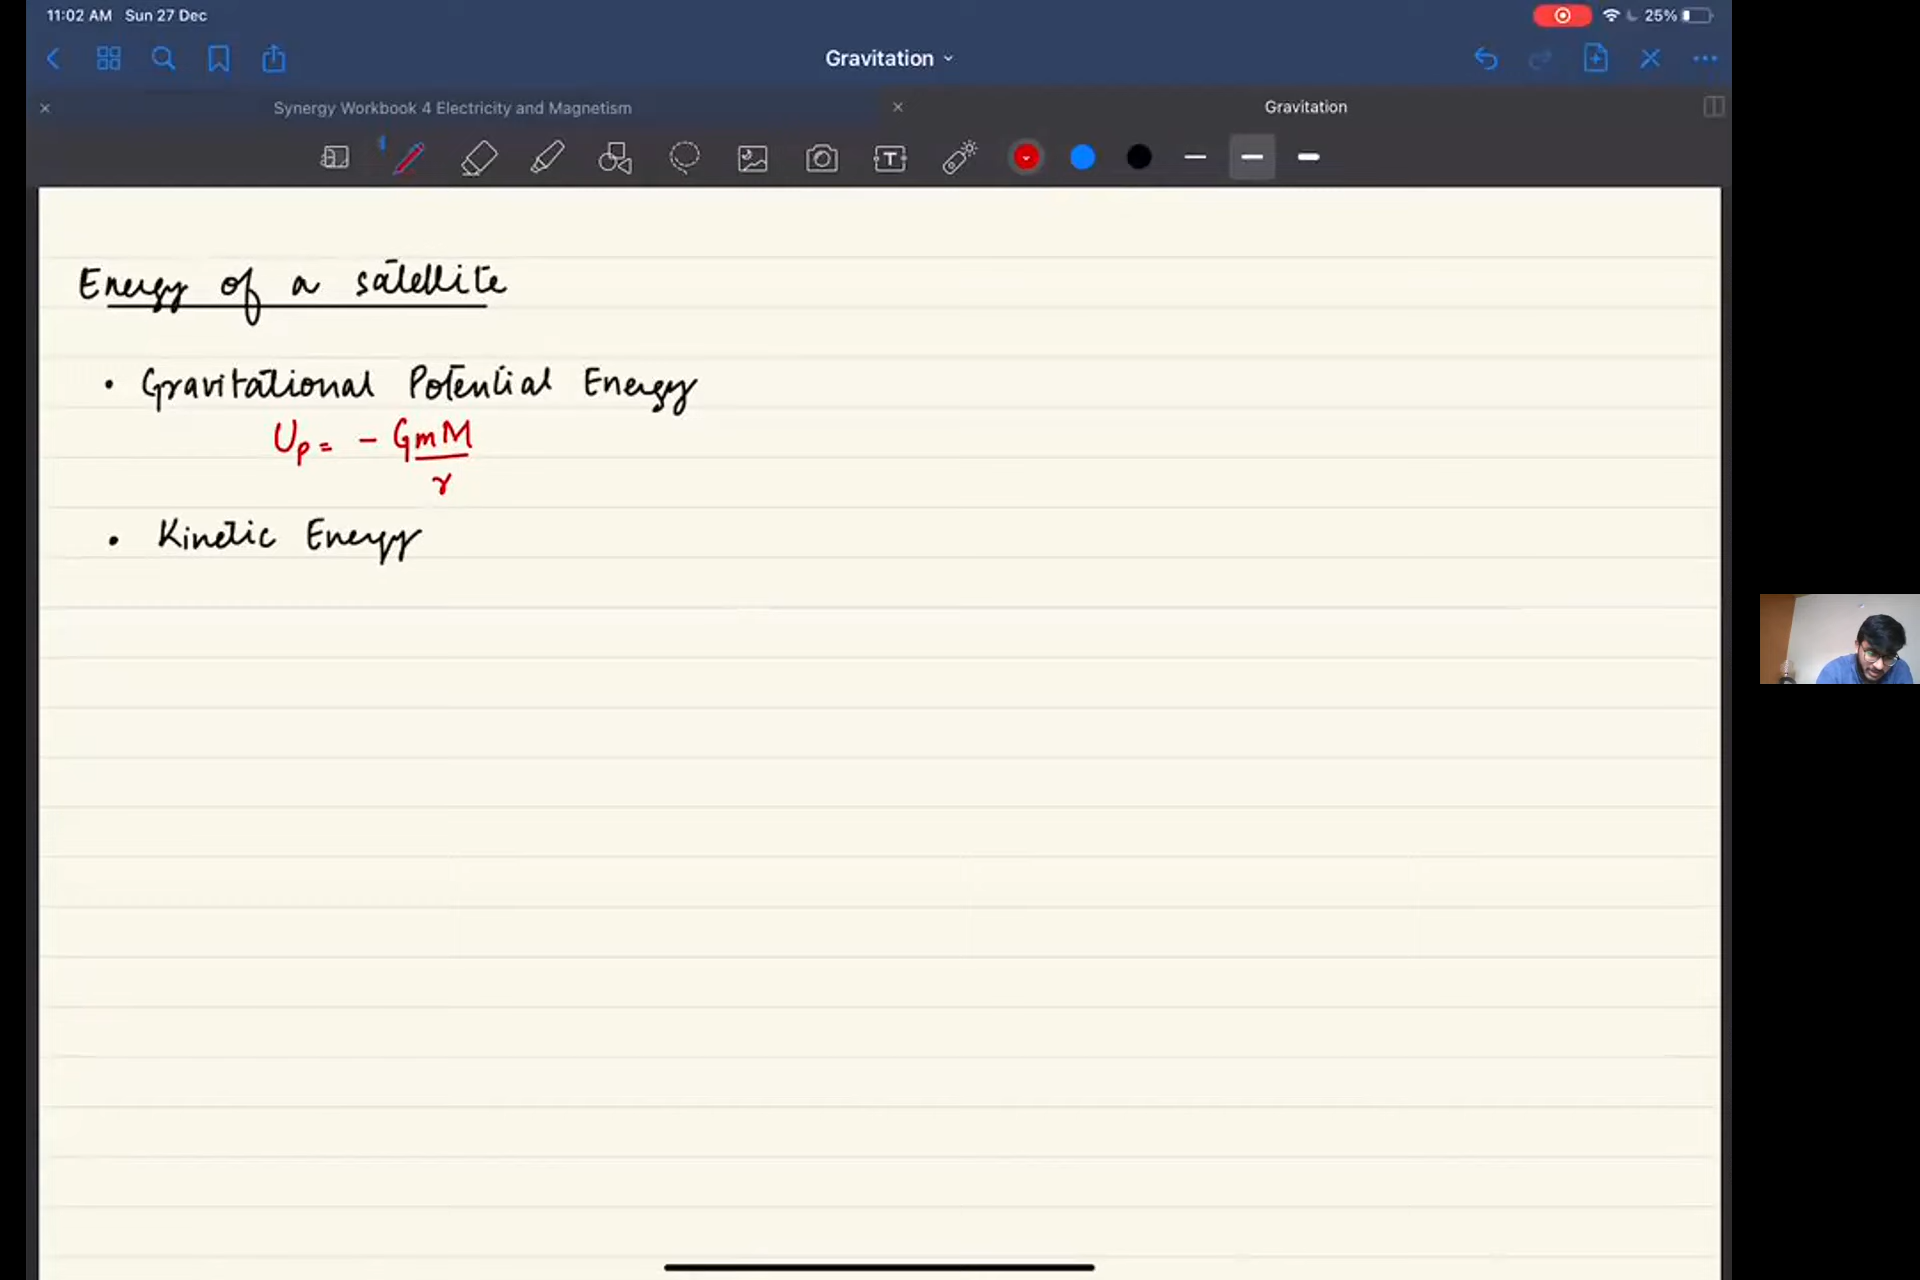 11:02 AM Sun 27 Dec
25%
Gravitation
Synergy Workbook 4 Electricity and Magnetism
Gravitation
Energy of a satellite
• Gravitational Potential Energy
Up = - GmM
r
• Kinetic Energy